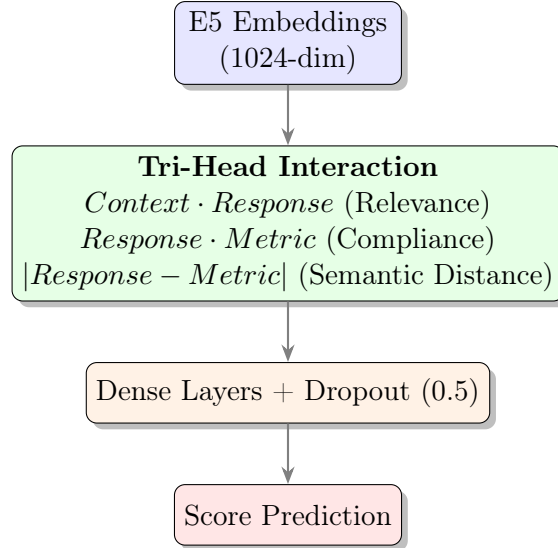 E5 Embeddings
(1024-dim)
Tri-Head Interaction
Context · Response (Relevance)
Response · Metric (Compliance)
|Response − Metric| (Semantic Distance)
Dense Layers + Dropout (0.5)
Score Prediction